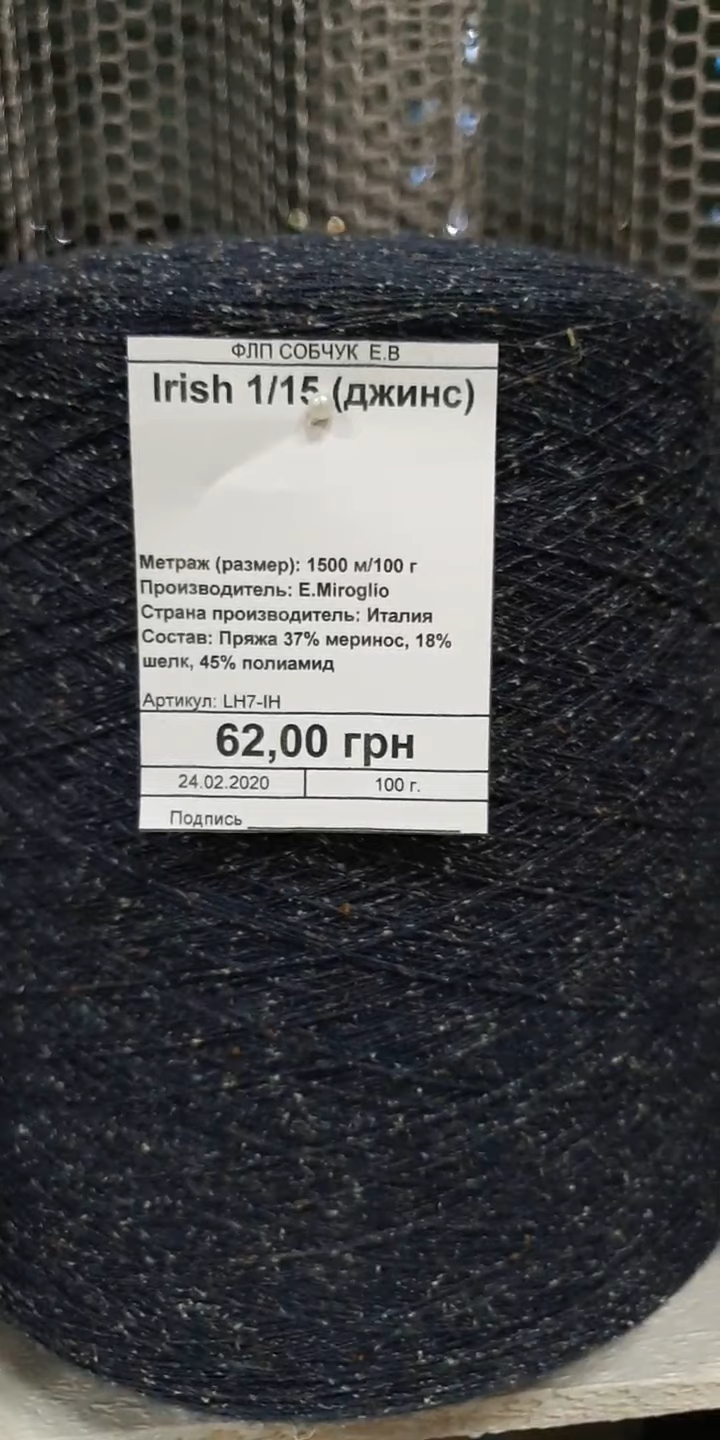 ФЛП СОБЧУК Е.В
Irish 1/15 (джинс)
Метраж (размер): 1500 м/100 г
Производитель: E.Miroglio
Страна производитель: Италия
Состав: Пряжа 37% меринос, 18%
шелк, 45% полиамид
Артикул: LH7-IH
62,00 грн
24.02.2020 100 г.
Подпись